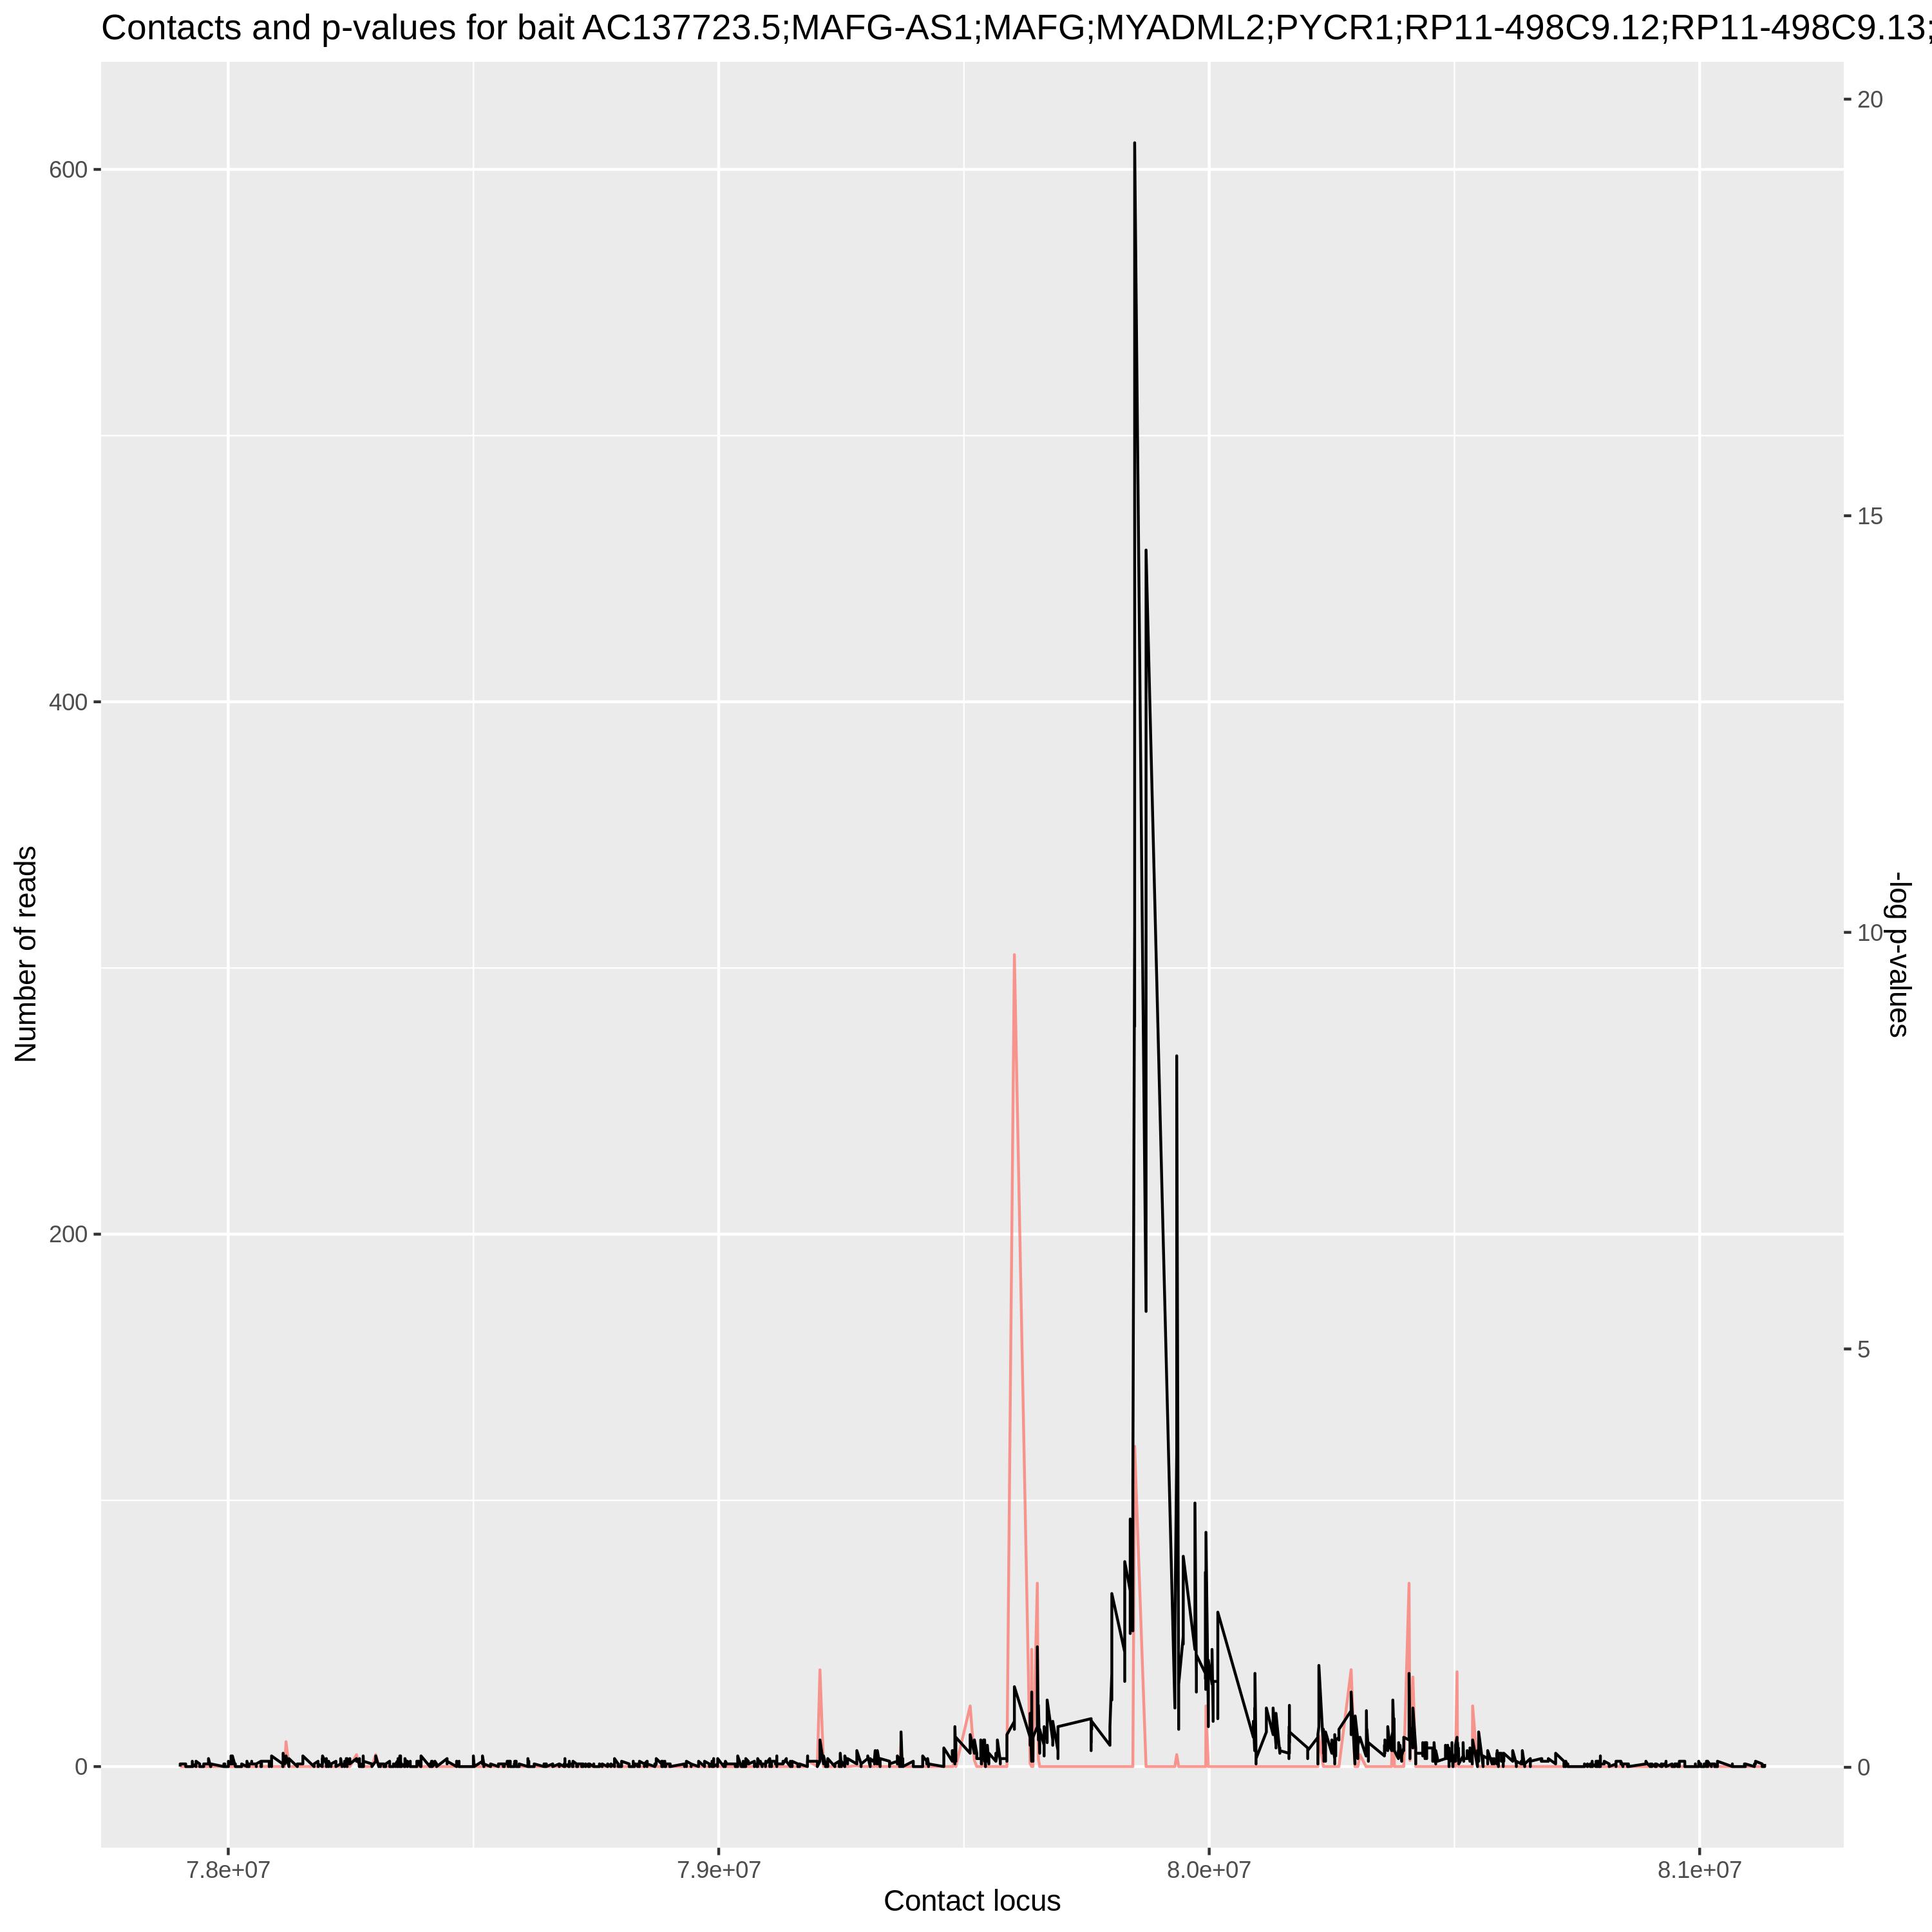 Contacts and p-values for bait AC137723.5;MAFG-AS1;MAFG;MYADML2;PYCR1;RP11-498C9.12;RP11-498C9.13;
600
400
200
0
Number of reads
20
15
10
5
0
-log p-values
7.8e+07
7.9e+07
8.0e+07
8.1e+07
Contact locus